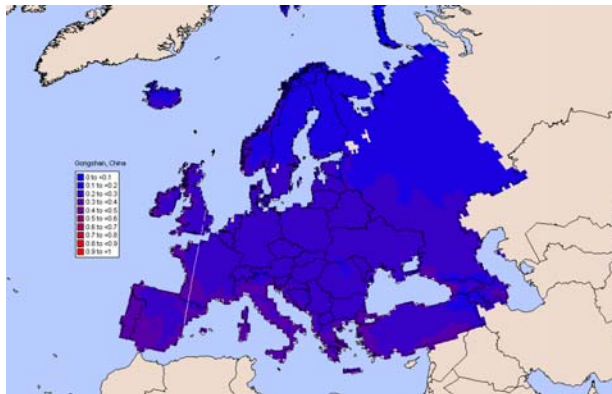 Gongshan, China
0 to <0.1
0.1 to <0.2
0.2 to <0.3
0.3 to <0.4
0.4 to <0.5
0.5 to <0.6
0.6 to <0.7
0.7 to <0.8
0.8 to <0.9
0.9 to <1